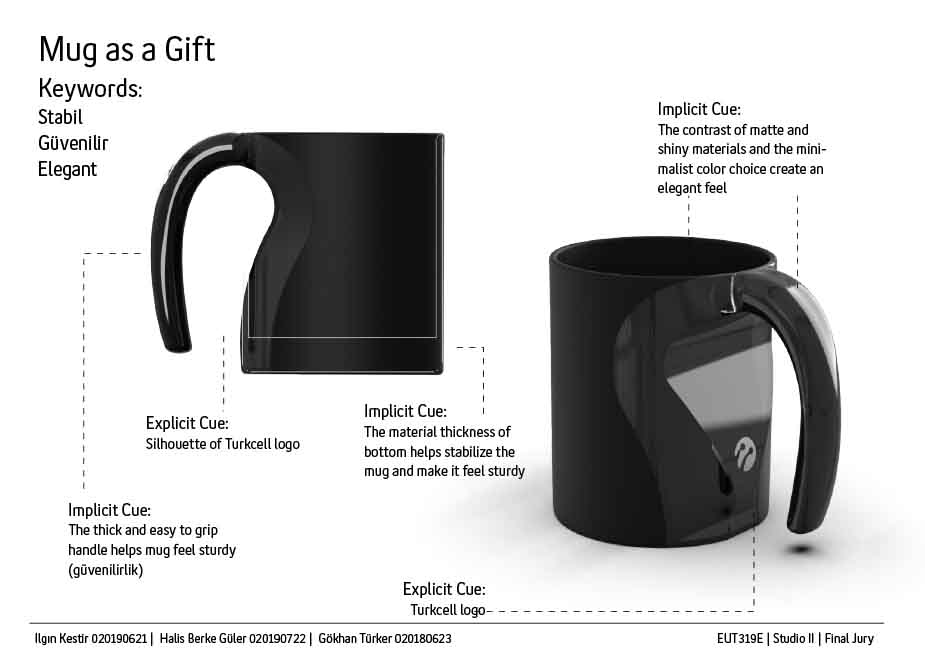 Mug as a Gift
Keywords:
Stabil
Güvenilir
Elegant
Implicit Cue:
The contrast of matte and
shiny materials and the mini-
malist color choice create an
elegant feel
Explicit Cue:
Silhouette of Turkcell logo
Implicit Cue:
The material thickness of
bottom helps stabilize the
mug and make it feel sturdy
Implicit Cue:
The thick and easy to grip
handle helps mug feel sturdy
(güvenilirlik)
Explicit Cue:
Turkcell logo
Ilgın Kestir 020190621 | Halis Berke Güler 020190722 | Gökhan Türker 020180623
EUT319E | Studio II | Final Jury